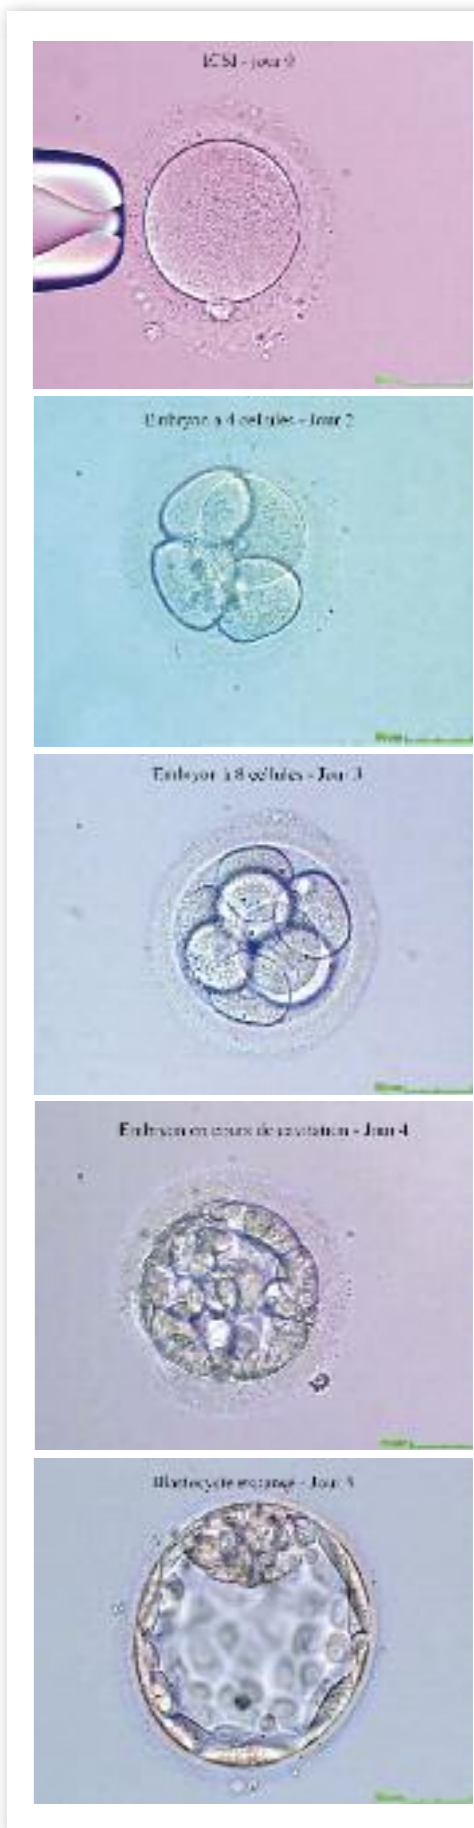 ICSI - jour 0
Embryon à 4 cellules - Jour 2
Embryon à 8 cellules - Jour 3
Embryon en cours de cavitation - Jour 4
Blastocyste expansé - Jour 5